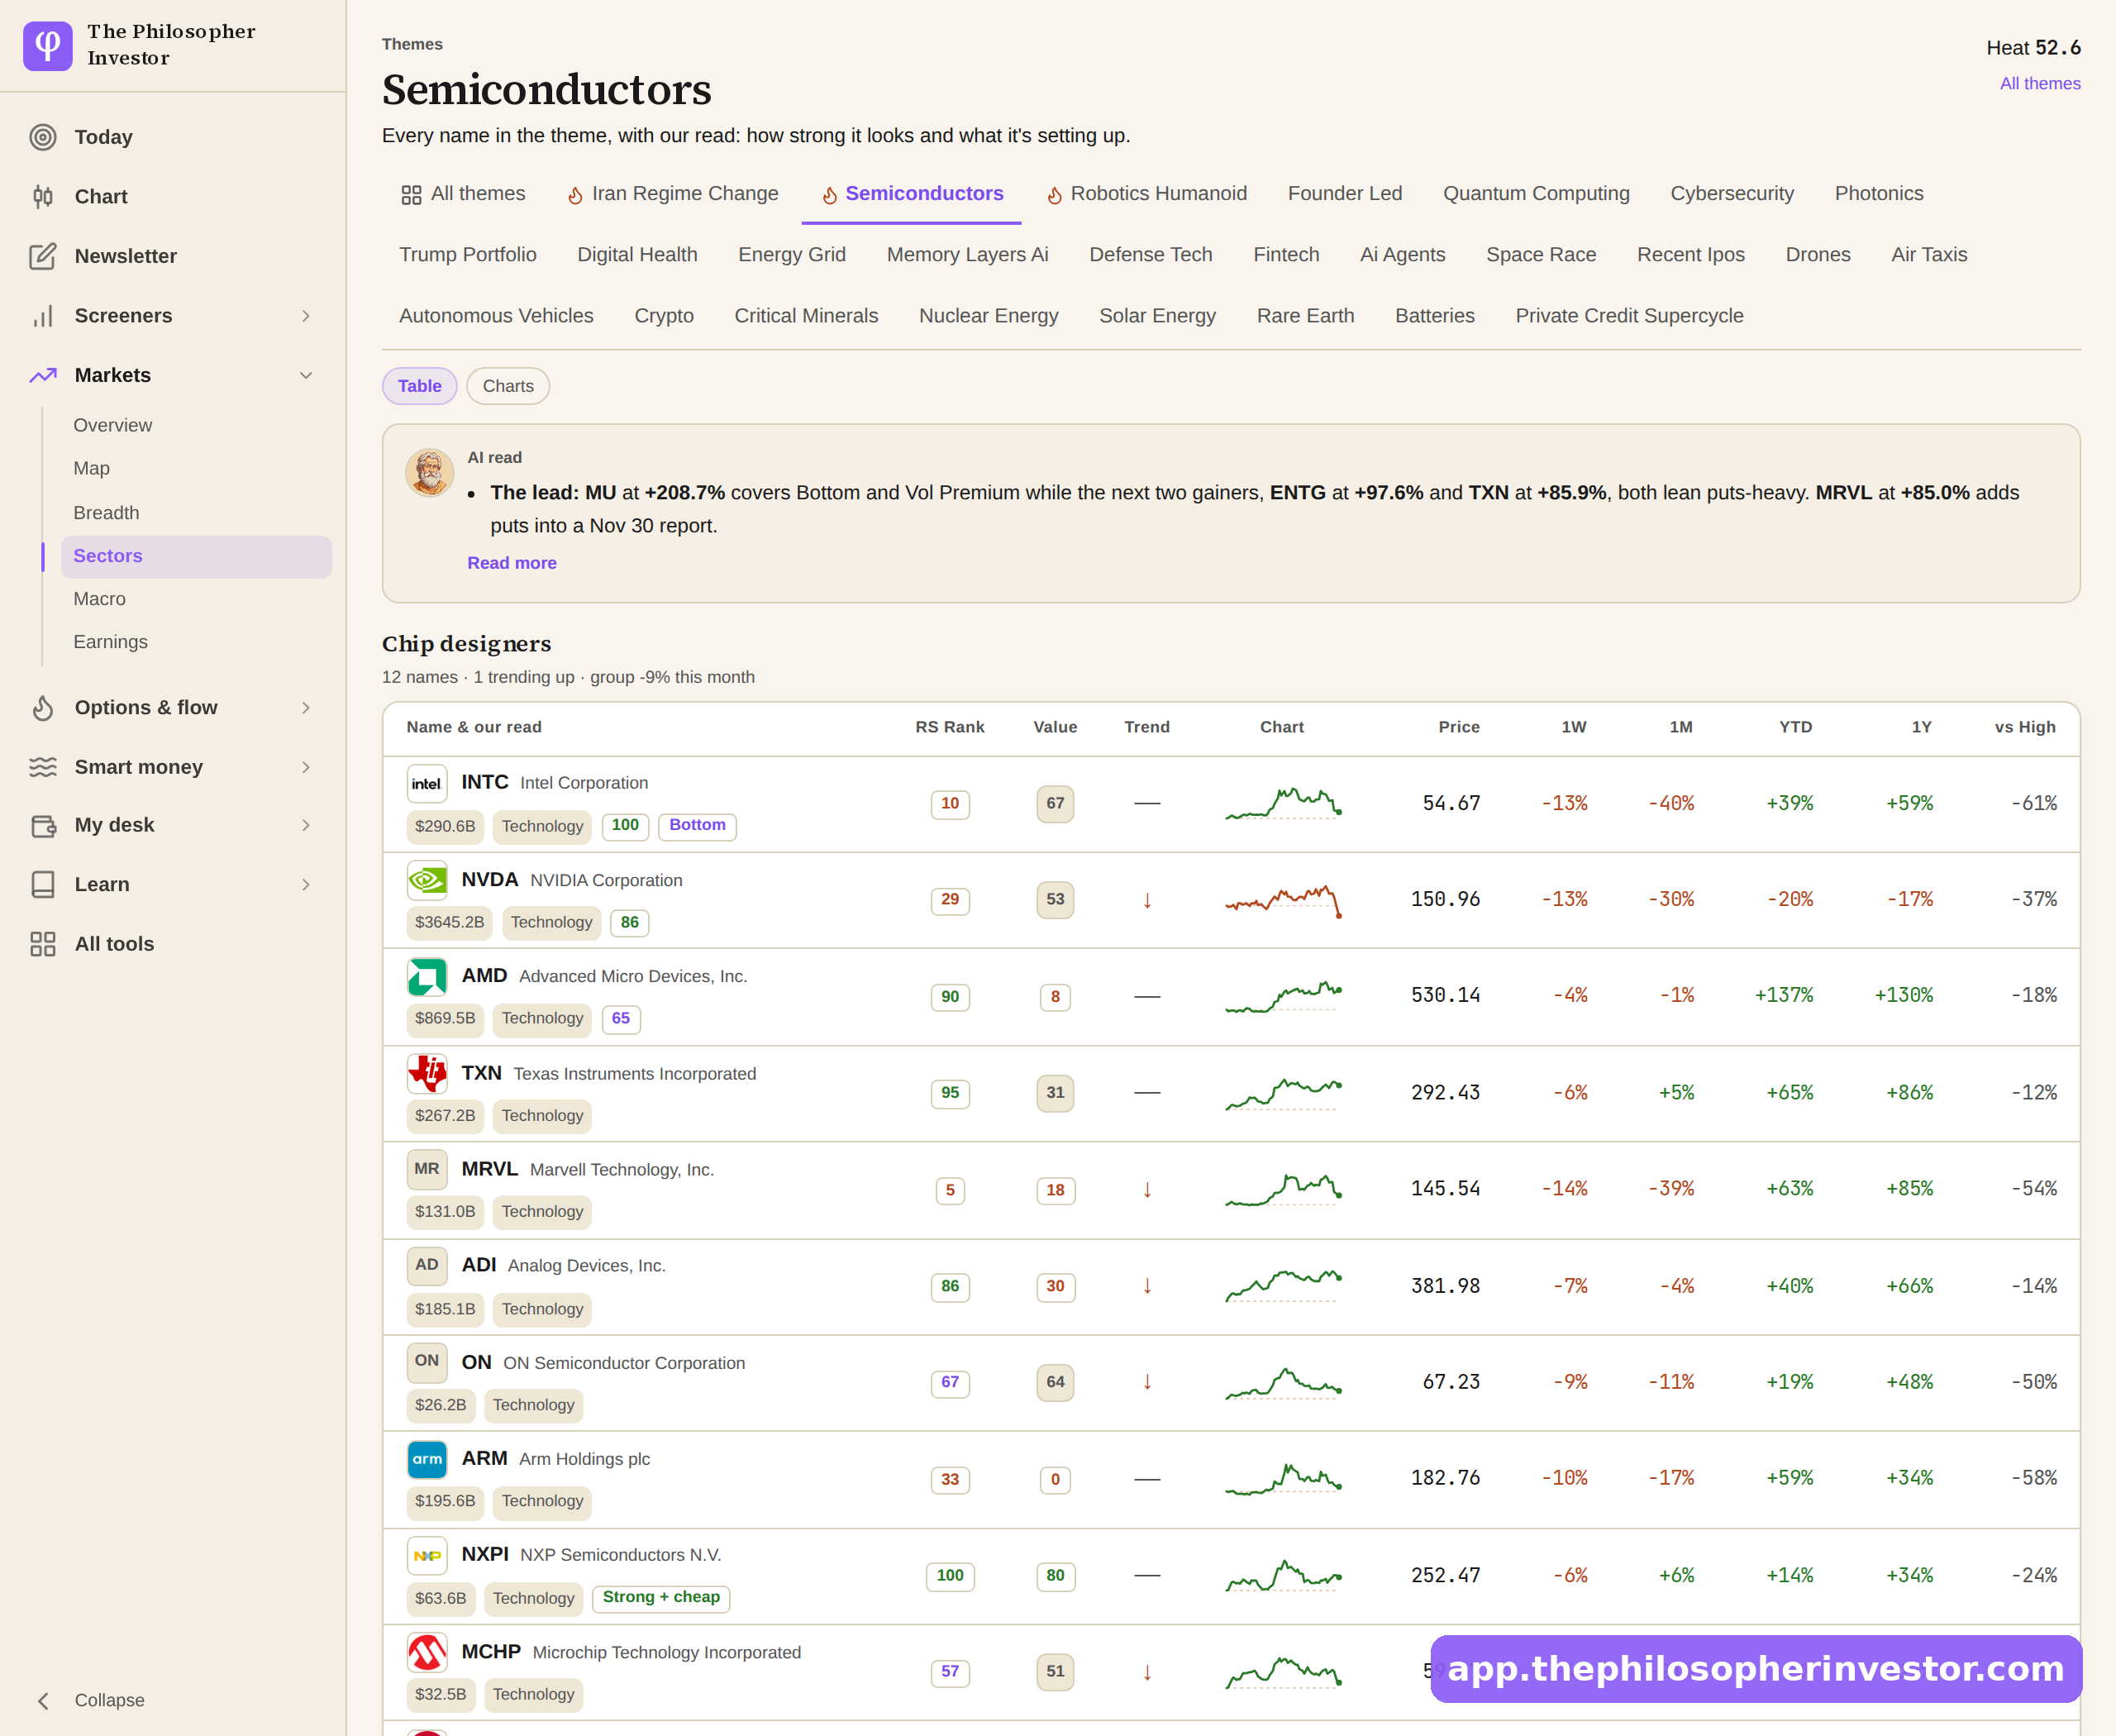 φ The Philosopher
Investor
Today
Chart
Newsletter
Screeners
Markets
Overview
Map
Breadth
Sectors
Macro
Earnings
Options & flow
Smart money
My desk
Learn
All tools
Collapse
Themes
Heat 52.6
Semiconductors
All themes
Every name in the theme, with our read: how strong it looks and what it's setting up.
All themes Iran Regime Change Semiconductors Robotics Humanoid Founder Led Quantum Computing Cybersecurity Photonics
Trump Portfolio Digital Health Energy Grid Memory Layers Ai Defense Tech Fintech Ai Agents Space Race Recent Ipos Drones Air Taxis
Autonomous Vehicles Crypto Critical Minerals Nuclear Energy Solar Energy Rare Earth Batteries Private Credit Supercycle
Table Charts
AI read
• The lead: MU at +208.7% covers Bottom and Vol Premium while the next two gainers, ENTG at +97.6% and TXN at +85.9%, both lean puts-heavy. MRVL at +85.0% adds
puts into a Nov 30 report.
Read more
Chip designers
12 names · 1 trending up · group -9% this month
Name & our read RS Rank Value Trend Chart Price 1W 1M YTD 1Y vs High
intel INTC Intel Corporation
10 67 — 54.67 -13% -40% +39% +59% -61%
$290.6B Technology 100 Bottom
NVDA NVIDIA Corporation
29 53 ↓ 150.96 -13% -30% -20% -17% -37%
$3645.2B Technology 86
AMD Advanced Micro Devices, Inc.
90 8 — 530.14 -4% -1% +137% +130% -18%
$869.5B Technology 65
TXN Texas Instruments Incorporated
95 31 — 292.43 -6% +5% +65% +86% -12%
$267.2B Technology
MR MRVL Marvell Technology, Inc.
5 18 ↓ 145.54 -14% -39% +63% +85% -54%
$131.0B Technology
AD ADI Analog Devices, Inc.
86 30 ↓ 381.98 -7% -4% +40% +66% -14%
$185.1B Technology
ON ON ON Semiconductor Corporation
67 64 ↓ 67.23 -9% -11% +19% +48% -50%
$26.2B Technology
arm ARM Arm Holdings plc
33 0 — 182.76 -10% -17% +59% +34% -58%
$195.6B Technology
NXP NXPI NXP Semiconductors N.V.
100 80 — 252.47 -6% +6% +14% +34% -24%
$63.6B Technology Strong + cheap
MCHP Microchip Technology Incorporated
57 51 ↓
$32.5B Technology
app.thephilosopherinvestor.com